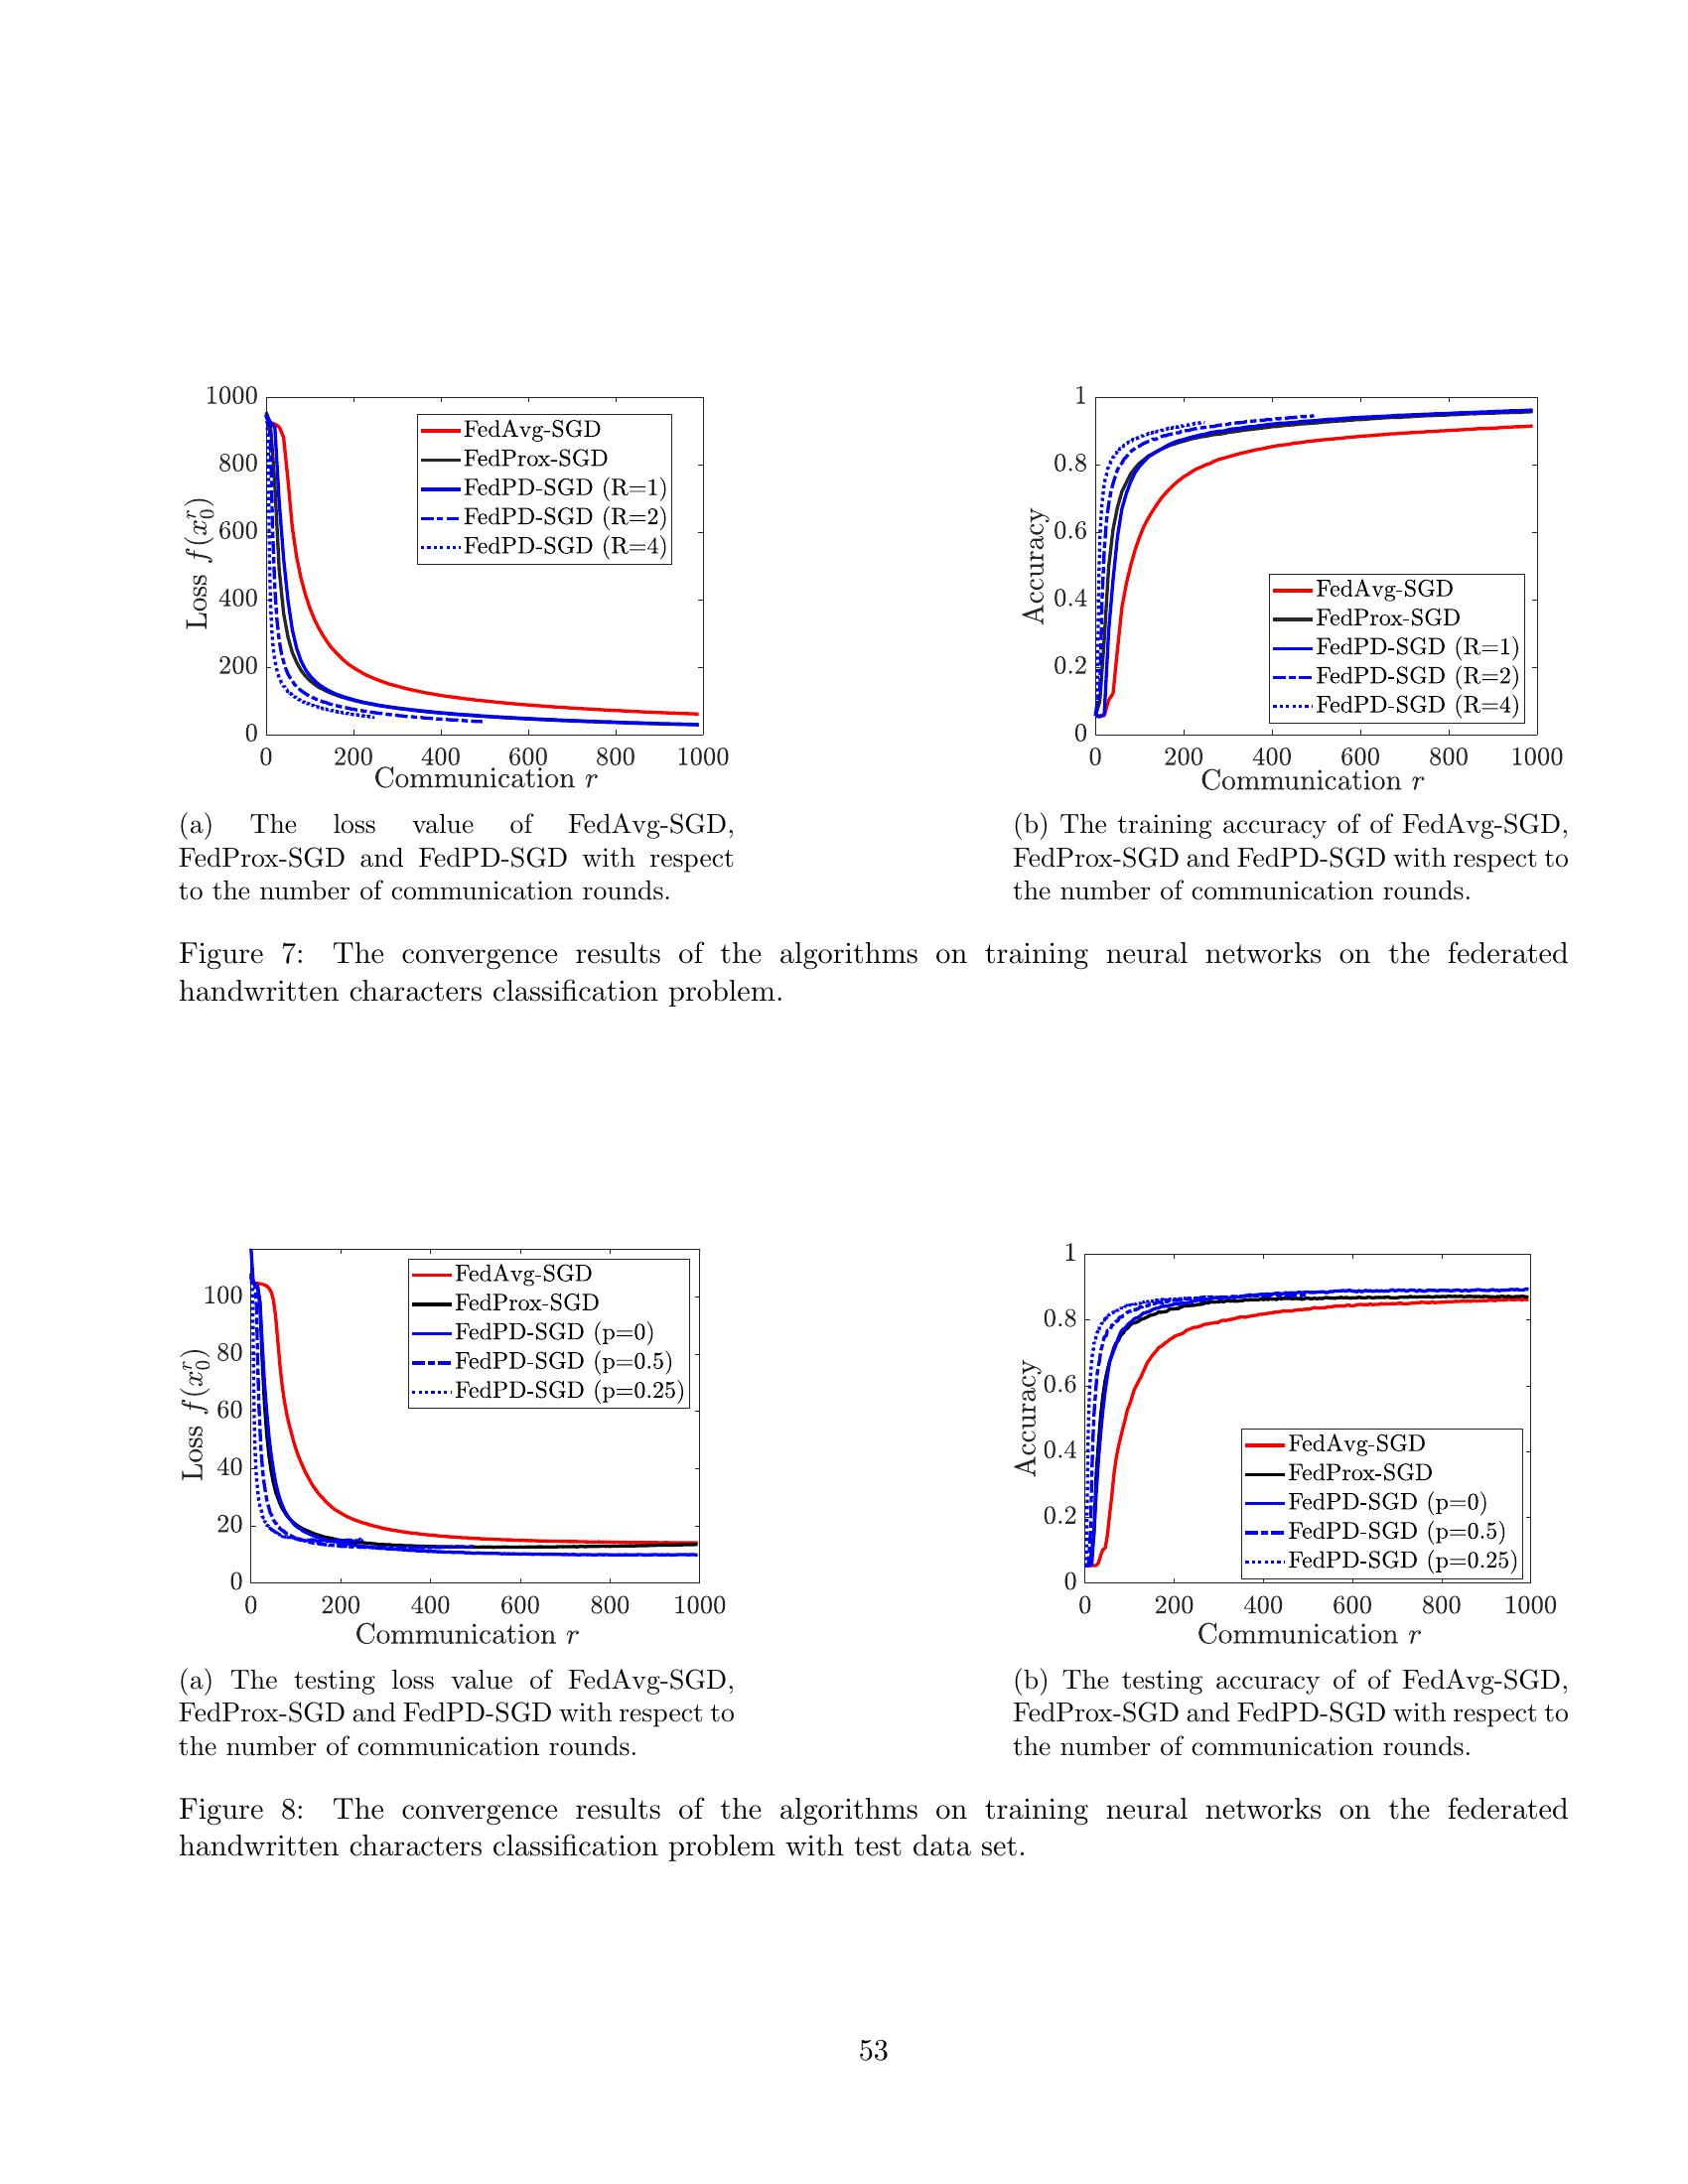 1000
800
600
400
200
0
Loss f(x_0^r)
0 200 400 600 800 1000
Communication r
FedAvg-SGD
FedProx-SGD
FedPD-SGD (R=1)
FedPD-SGD (R=2)
FedPD-SGD (R=4)
(a) The loss value of FedAvg-SGD,
FedProx-SGD and FedPD-SGD with respect
to the number of communication rounds.
1
0.8
0.6
0.4
0.2
0
Accuracy
0 200 400 600 800 1000
Communication r
FedAvg-SGD
FedProx-SGD
FedPD-SGD (R=1)
FedPD-SGD (R=2)
FedPD-SGD (R=4)
(b) The training accuracy of of FedAvg-SGD,
FedProx-SGD and FedPD-SGD with respect to
the number of communication rounds.
Figure 7: The convergence results of the algorithms on training neural networks on the federated
handwritten characters classification problem.
100
80
60
40
20
0
Loss f(x_0^r)
0 200 400 600 800 1000
Communication r
FedAvg-SGD
FedProx-SGD
FedPD-SGD (p=0)
FedPD-SGD (p=0.5)
FedPD-SGD (p=0.25)
(a) The testing loss value of FedAvg-SGD,
FedProx-SGD and FedPD-SGD with respect to
the number of communication rounds.
1
0.8
0.6
0.4
0.2
0
Accuracy
0 200 400 600 800 1000
Communication r
FedAvg-SGD
FedProx-SGD
FedPD-SGD (p=0)
FedPD-SGD (p=0.5)
FedPD-SGD (p=0.25)
(b) The testing accuracy of of FedAvg-SGD,
FedProx-SGD and FedPD-SGD with respect to
the number of communication rounds.
Figure 8: The convergence results of the algorithms on training neural networks on the federated
handwritten characters classification problem with test data set.
53